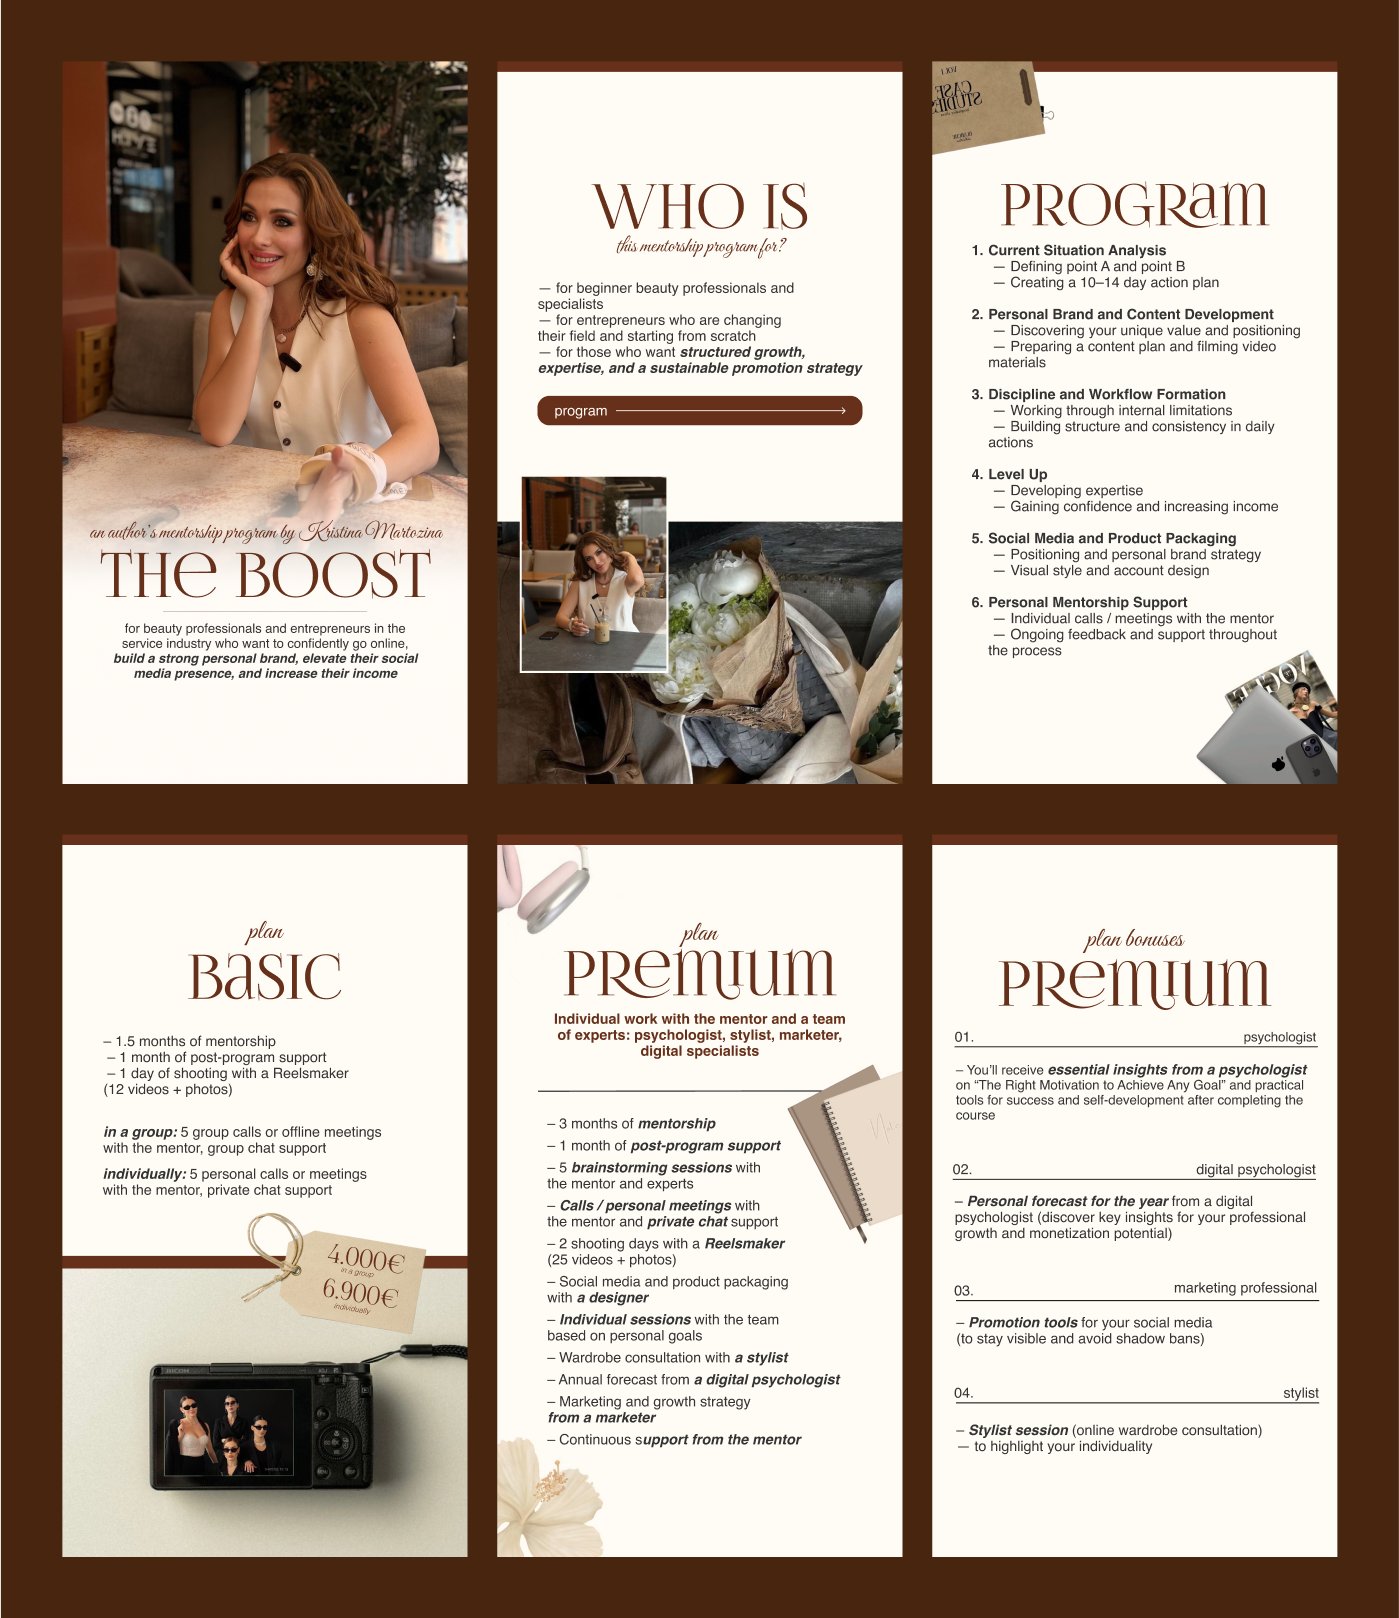 an author's mentorship program by Kristina Martozina
THE BOOST
for beauty professionals and entrepreneurs in the
service industry who want to confidently go online,
build a strong personal brand, elevate their social
media presence, and increase their income
WHO IS
this mentorship program for?
— for beginner beauty professionals and
specialists
— for entrepreneurs who are changing
their field and starting from scratch
— for those who want structured growth,
expertise, and a sustainable promotion strategy
program
CASE
STUDIES
PROGRAM
1. Current Situation Analysis
— Defining point A and point B
— Creating a 10–14 day action plan
2. Personal Brand and Content Development
— Discovering your unique value and positioning
— Preparing a content plan and filming video
materials
3. Discipline and Workflow Formation
— Working through internal limitations
— Building structure and consistency in daily
actions
4. Level Up
— Developing expertise
— Gaining confidence and increasing income
5. Social Media and Product Packaging
— Positioning and personal brand strategy
— Visual style and account design
6. Personal Mentorship Support
— Individual calls / meetings with the mentor
— Ongoing feedback and support throughout
the process
plan
BASIC
– 1.5 months of mentorship
– 1 month of post-program support
– 1 day of shooting with a Reelsmaker
(12 videos + photos)
in a group: 5 group calls or offline meetings
with the mentor, group chat support
individually: 5 personal calls or meetings
with the mentor, private chat support
4.000€
in a group
6.900€
individually
RICOH
plan
PREMIUM
Individual work with the mentor and a team
of experts: psychologist, stylist, marketer,
digital specialists
– 3 months of mentorship
– 1 month of post-program support
– 5 brainstorming sessions with
the mentor and experts
– Calls / personal meetings with
the mentor and private chat support
– 2 shooting days with a Reelsmaker
(25 videos + photos)
– Social media and product packaging
with a designer
– Individual sessions with the team
based on personal goals
– Wardrobe consultation with a stylist
– Annual forecast from a digital psychologist
– Marketing and growth strategy
from a marketer
– Continuous support from the mentor
plan bonuses
PREMIUM
01. psychologist
– You'll receive essential insights from a psychologist
on “The Right Motivation to Achieve Any Goal” and practical
tools for success and self-development after completing the
course
02. digital psychologist
– Personal forecast for the year from a digital
psychologist (discover key insights for your professional
growth and monetization potential)
03. marketing professional
– Promotion tools for your social media
(to stay visible and avoid shadow bans)
04. stylist
– Stylist session (online wardrobe consultation)
— to highlight your individuality